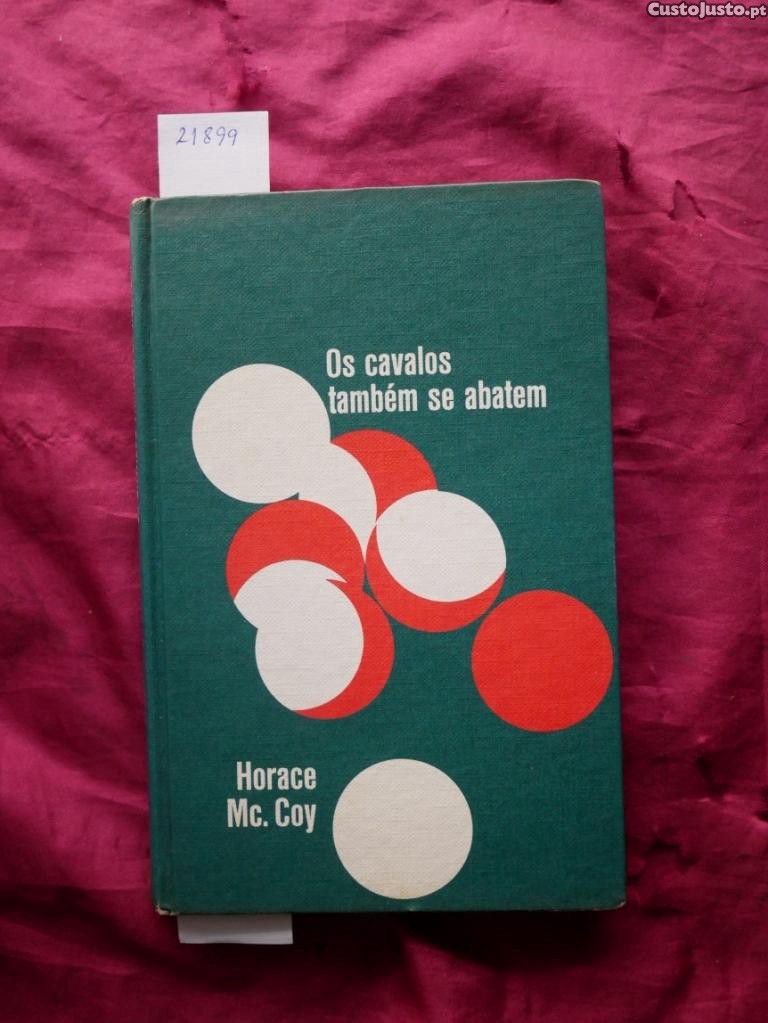 CustoJusto.pt
21899
Os cavalos
também se abatem
Horace
Mc. Coy